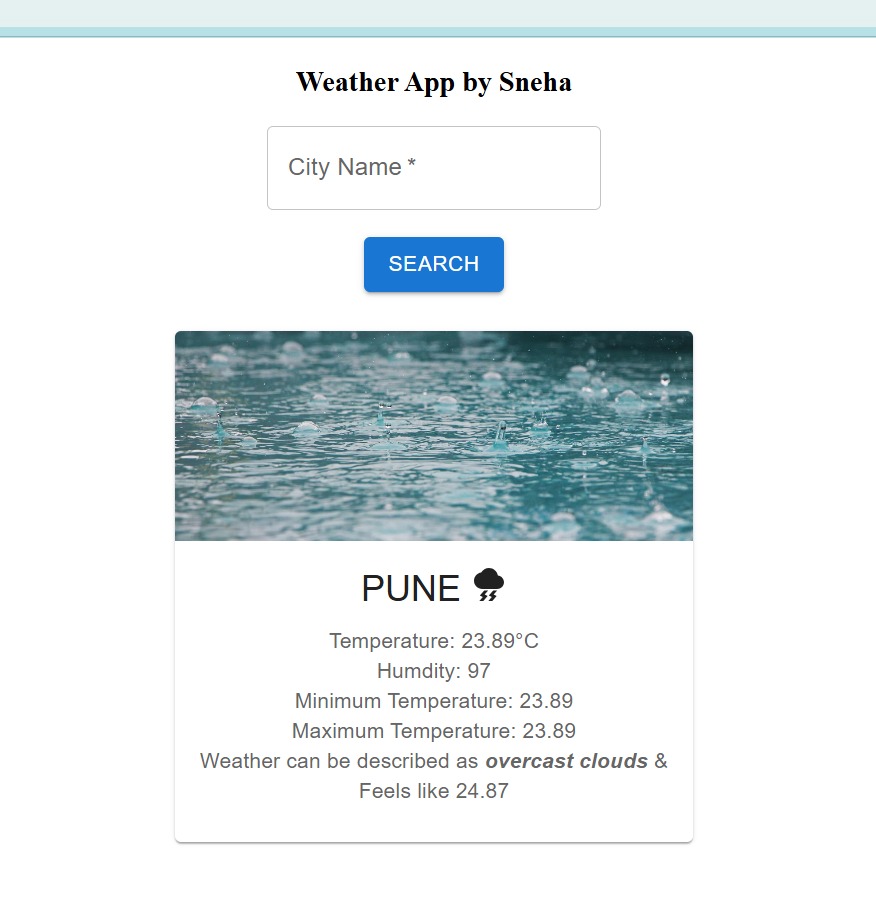 Weather App by Sneha
City Name *
SEARCH
PUNE
Temperature: 23.89°C
Humdity: 97
Minimum Temperature: 23.89
Maximum Temperature: 23.89
Weather can be described as overcast clouds &
Feels like 24.87